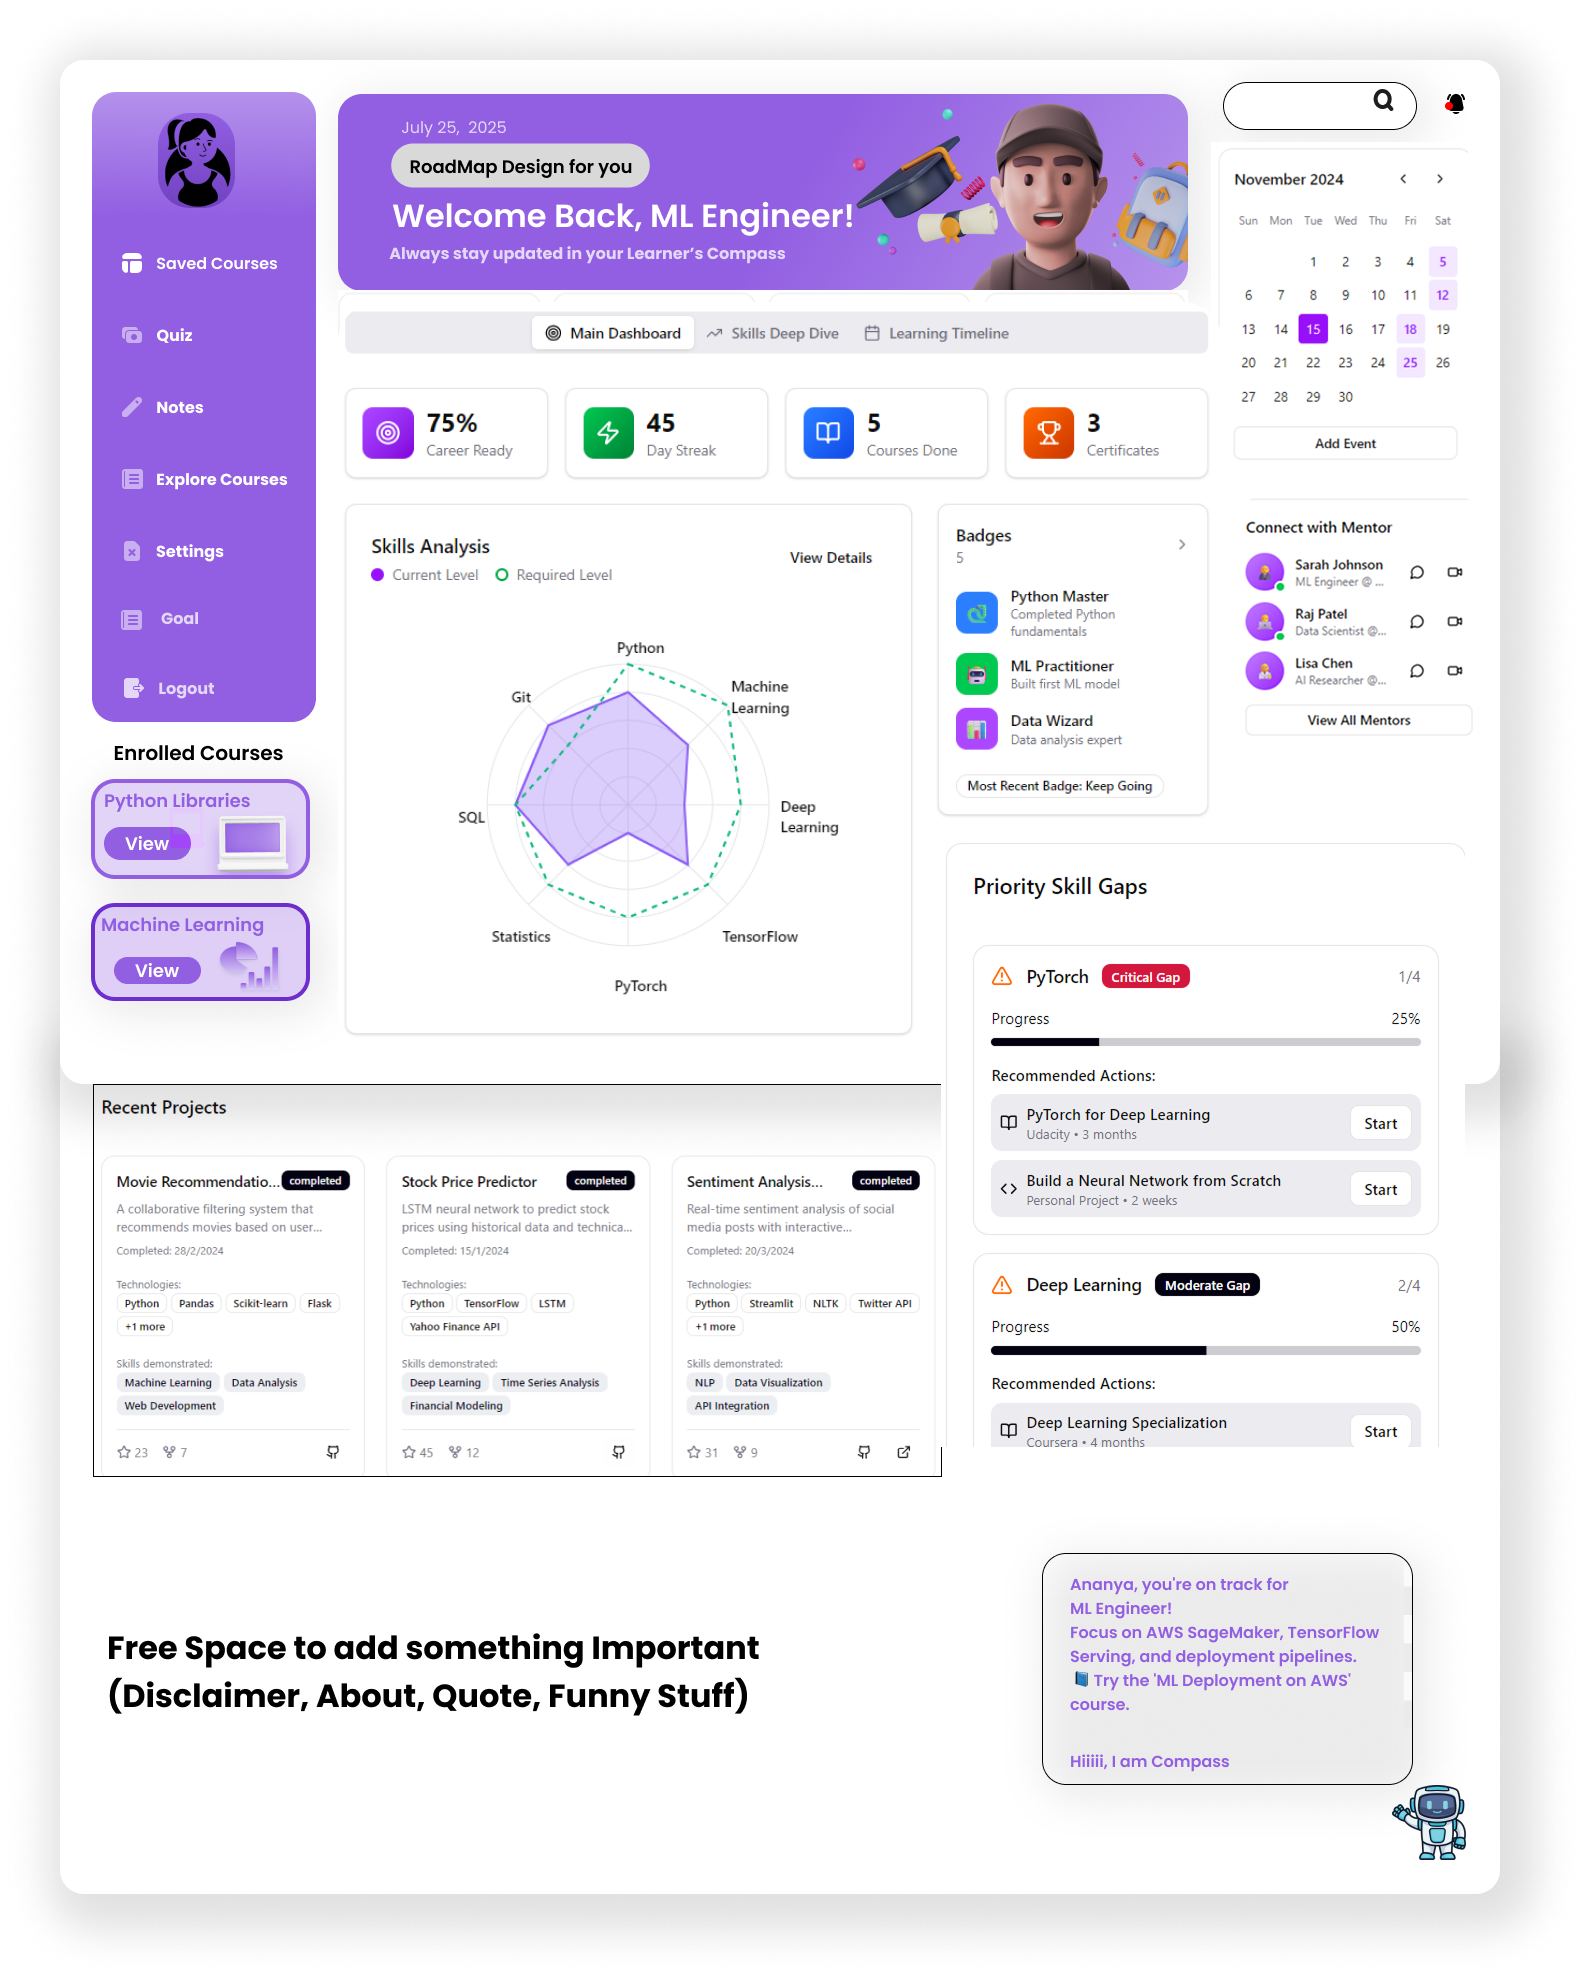 July 25, 2025
RoadMap Design for you
Welcome Back, ML Engineer!
Always stay updated in your Learner's Compass
Saved Courses
Quiz
Notes
Explore Courses
Settings
Goal
Logout
Enrolled Courses
Python Libraries
View
Machine Learning
View
Main Dashboard
Skills Deep Dive
Learning Timeline
75%
Career Ready
45
Day Streak
5
Courses Done
3
Certificates
November 2024
Sun Mon Tue Wed Thu Fri Sat
1 2 3 4 5
6 7 8 9 10 11 12
13 14 15 16 17 18 19
20 21 22 23 24 25 26
27 28 29 30
Add Event
Skills Analysis
Current Level
Required Level
View Details
Python
Machine
Learning
Deep
Learning
TensorFlow
PyTorch
Statistics
SQL
Git
Badges
5
Python Master
Completed Python
fundamentals
ML Practitioner
Built first ML model
Data Wizard
Data analysis expert
Most Recent Badge: Keep Going
Connect with Mentor
Sarah Johnson
ML Engineer @ ...
Raj Patel
Data Scientist @...
Lisa Chen
AI Researcher @...
View All Mentors
Priority Skill Gaps
PyTorch
Critical Gap
1/4
Progress
25%
Recommended Actions:
PyTorch for Deep Learning
Udacity • 3 months
Start
Build a Neural Network from Scratch
Personal Project • 2 weeks
Start
Deep Learning
Moderate Gap
2/4
Progress
50%
Recommended Actions:
Deep Learning Specialization
Coursera • 4 months
Start
Recent Projects
Movie Recommendatio...
completed
A collaborative filtering system that
recommends movies based on user...
Completed: 28/2/2024
Technologies:
Python Pandas Scikit-learn Flask
+1 more
Skills demonstrated:
Machine Learning Data Analysis
Web Development
23 7
Stock Price Predictor
completed
LSTM neural network to predict stock
prices using historical data and technica...
Completed: 15/1/2024
Technologies:
Python TensorFlow LSTM
Yahoo Finance API
Skills demonstrated:
Deep Learning Time Series Analysis
Financial Modeling
45 12
Sentiment Analysis...
completed
Real-time sentiment analysis of social
media posts with interactive...
Completed: 20/3/2024
Technologies:
Python Streamlit NLTK Twitter API
+1 more
Skills demonstrated:
NLP Data Visualization
API Integration
31 9
Free Space to add something Important
(Disclaimer, About, Quote, Funny Stuff)
Ananya, you're on track for
ML Engineer!
Focus on AWS SageMaker, TensorFlow
Serving, and deployment pipelines.
📘 Try the 'ML Deployment on AWS'
course.
Hiiiii, I am Compass